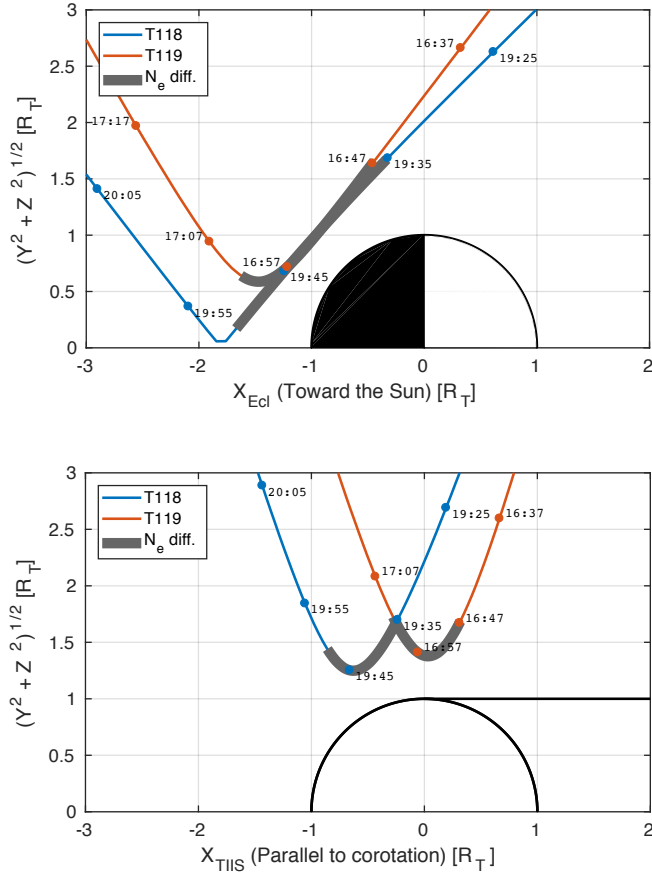 3
2.5
2
1.5
1
0.5
0
(Y² + Z²)^1/2 [R_T]
T118
T119
N_e diff.
16:37
19:25
17:17
20:05
16:47
19:35
17:07
16:57
19:45
19:55
-3 -2 -1 0 1 2
X_Ecl (Toward the Sun) [R_T]
3
2.5
2
1.5
1
0.5
0
(Y² + Z²)^1/2 [R_T]
T118
T119
N_e diff.
20:05
19:25
16:37
17:07
19:55
19:35
16:47
16:57
19:45
-3 -2 -1 0 1 2
X_TIIS (Parallel to corotation) [R_T]